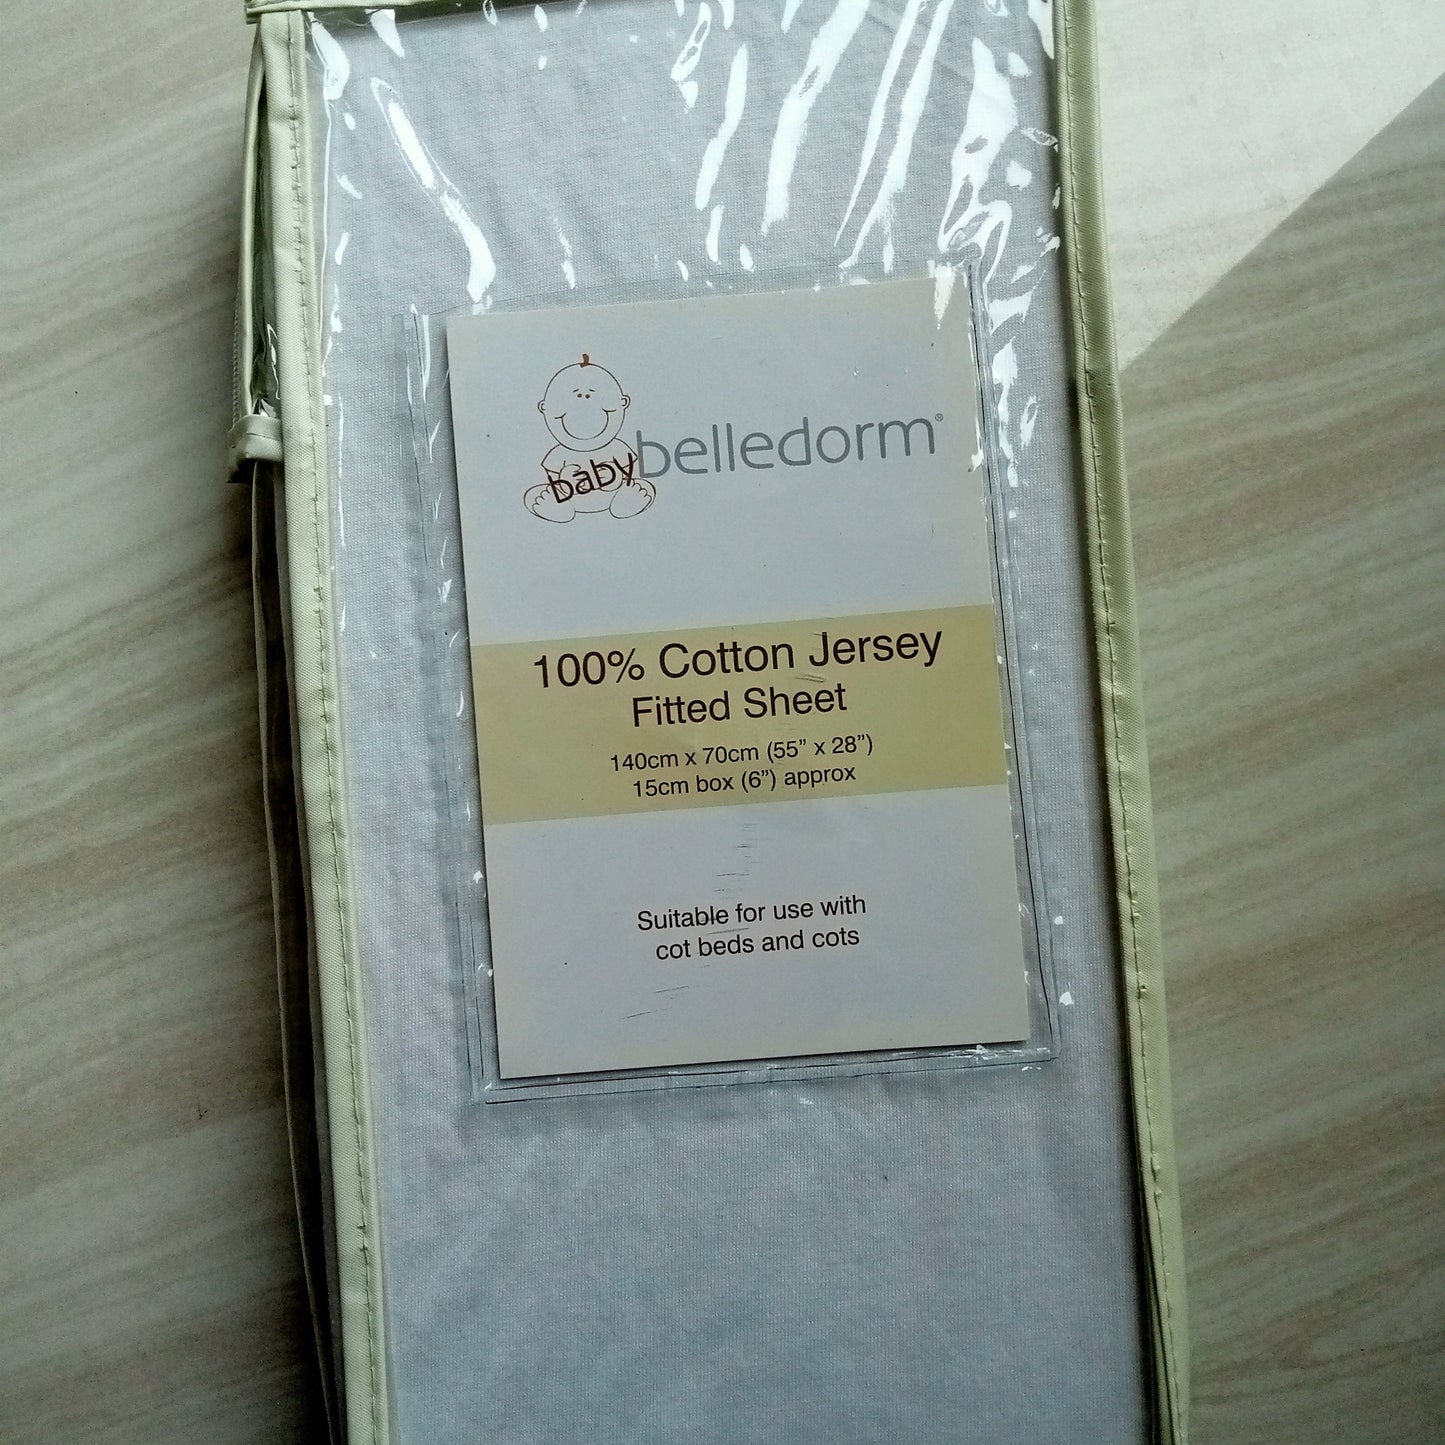 baby belledorm®
100% Cotton Jersey
Fitted Sheet
140cm x 70cm (55” x 28”)
15cm box (6”) approx
Suitable for use with
cot beds and cots